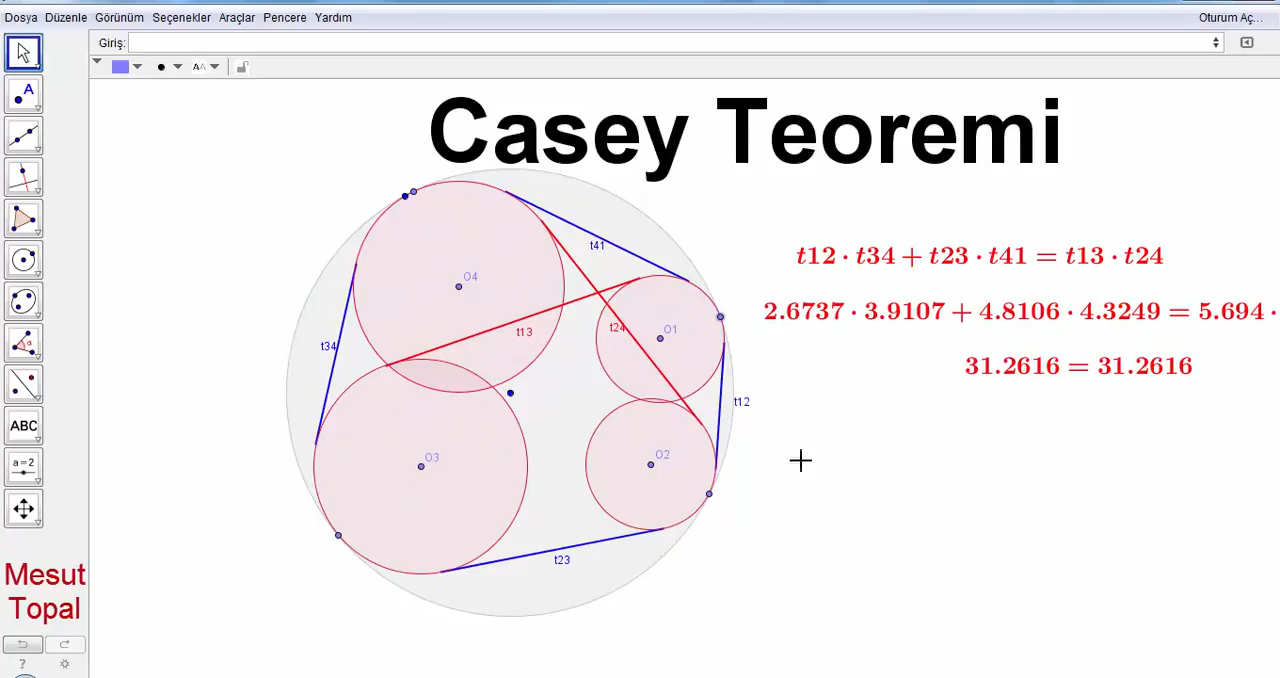 Dosya Düzenle Görünüm Seçenekler Araçlar Pencere Yardım Oturum Aç...
Giriş:
A AA
Casey Teoremi
t41
t12 · t34 + t23 · t41 = t13 · t24
O4
2.6737 · 3.9107 + 4.8106 · 4.3249 = 5.694 ·
t24 O1
t13
t34
31.2616 = 31.2616
α
t12
ABC
O3 O2
a = 2
t23
Mesut
Topal
?